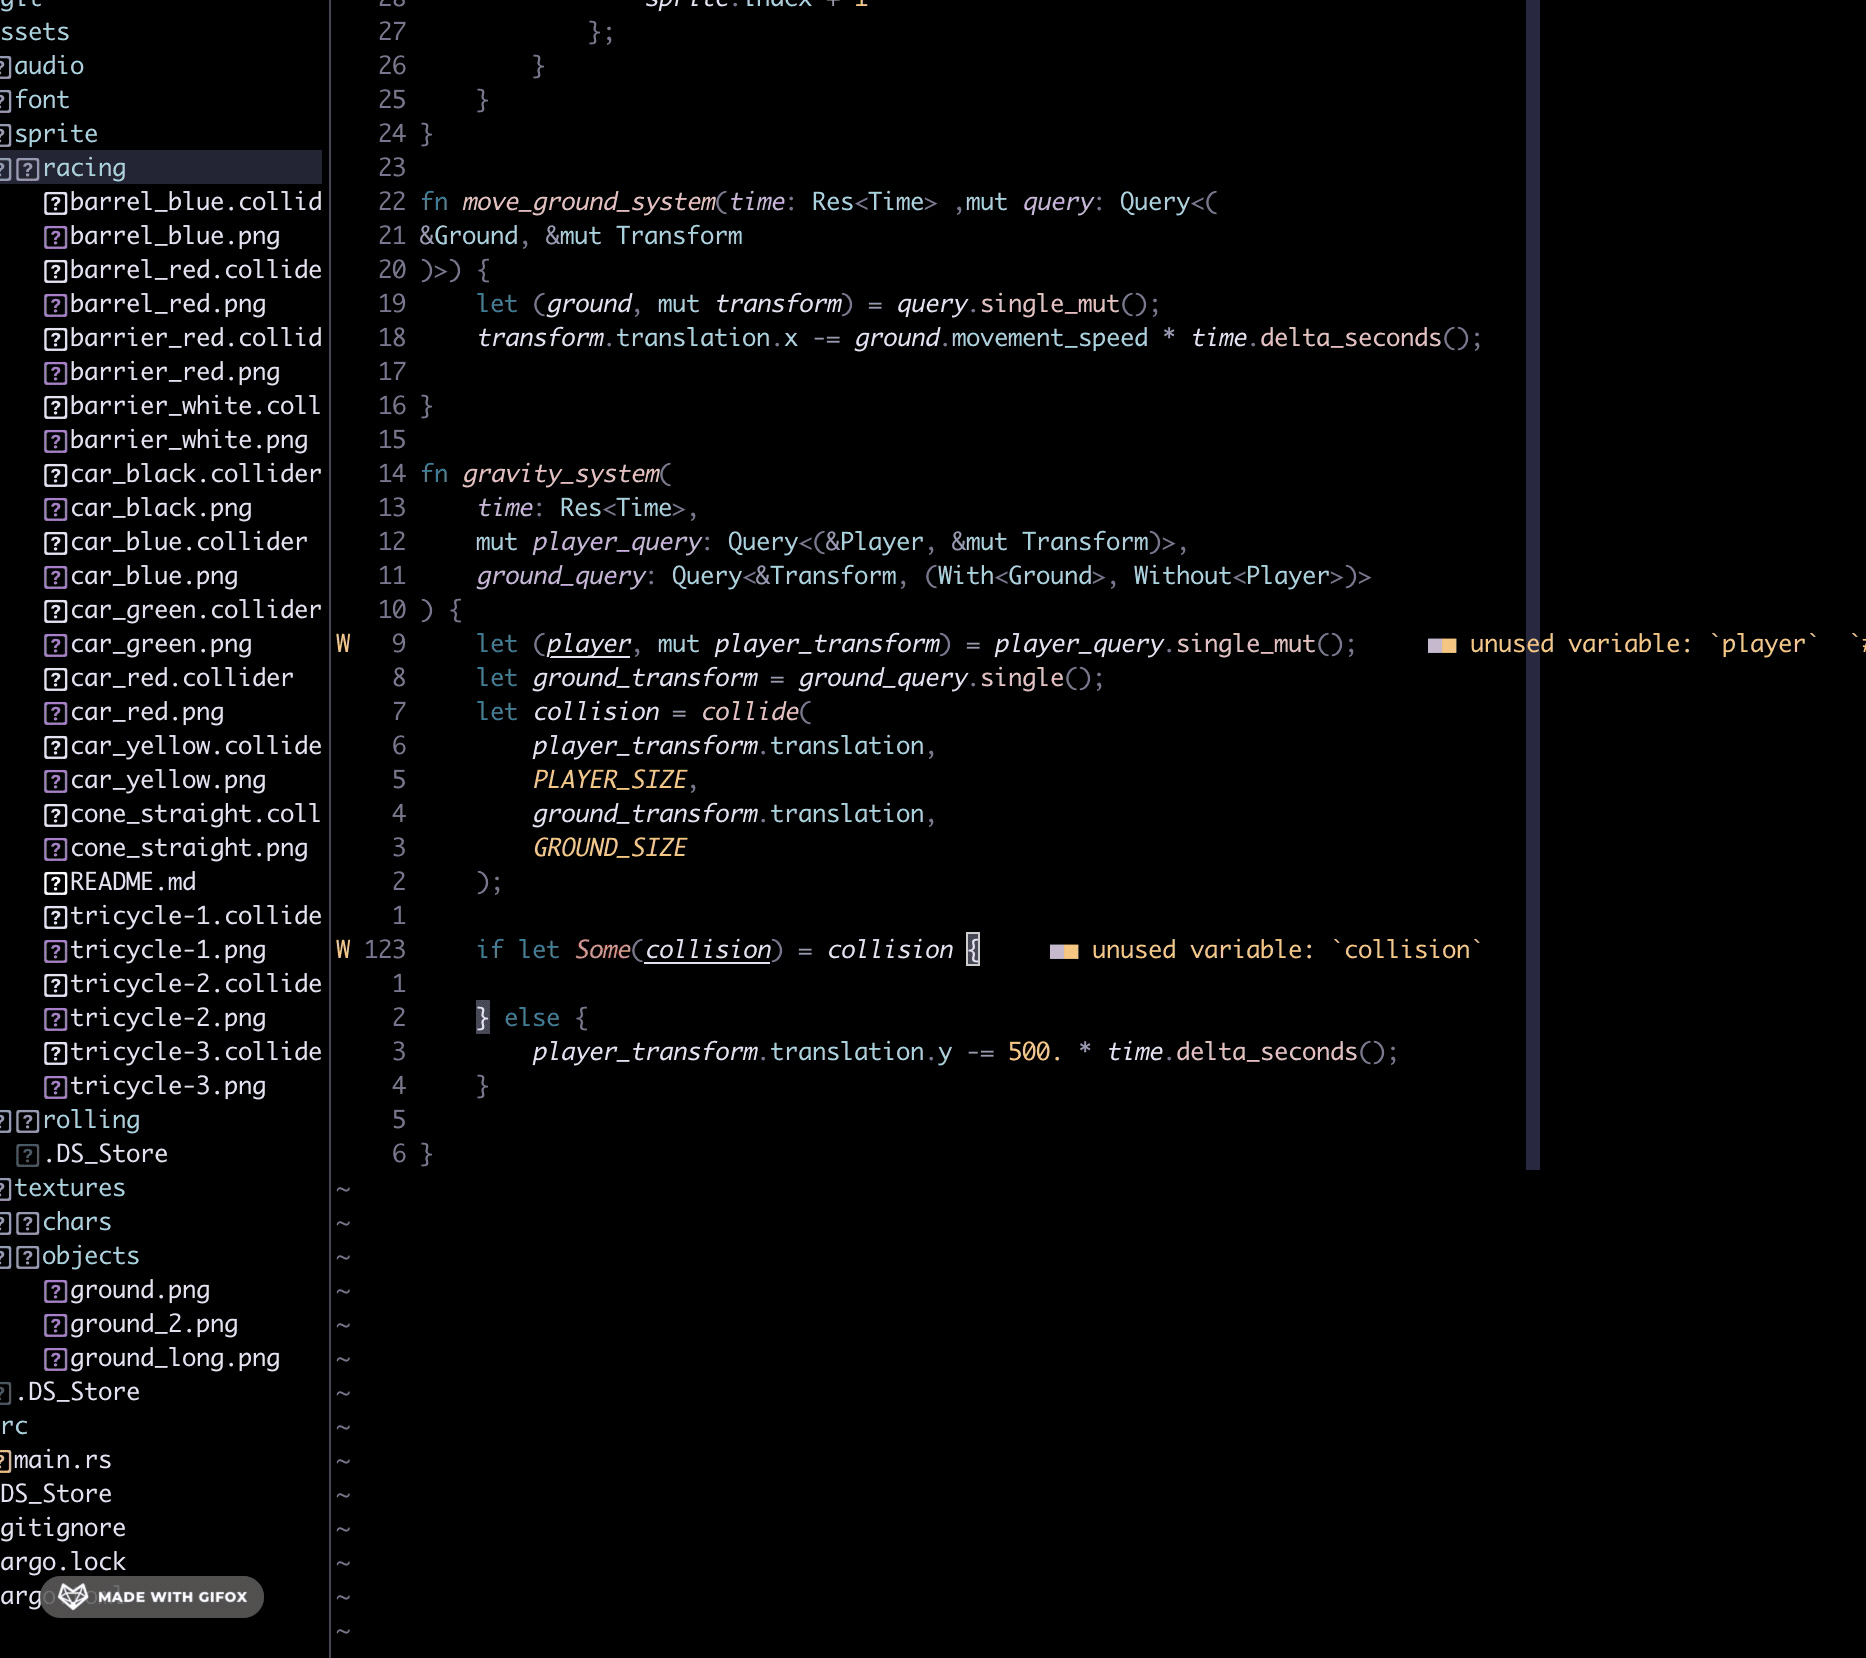 git
ssets
audio
font
sprite
racing
barrel_blue.collid
barrel_blue.png
barrel_red.collide
barrel_red.png
barrier_red.collid
barrier_red.png
barrier_white.coll
barrier_white.png
car_black.collider
car_black.png
car_blue.collider
car_blue.png
car_green.collider
car_green.png
car_red.collider
car_red.png
car_yellow.collide
car_yellow.png
cone_straight.coll
cone_straight.png
README.md
tricycle-1.collide
tricycle-1.png
tricycle-2.collide
tricycle-2.png
tricycle-3.collide
tricycle-3.png
rolling
.DS_Store
textures
chars
objects
ground.png
ground_2.png
ground_long.png
.DS_Store
rc
main.rs
DS_Store
gitignore
argo.lock
arg
MADE WITH GIFOX
28 sprite.index + 1
27 };
26 }
25 }
24 }
23
22 fn move_ground_system(time: Res<Time> ,mut query: Query<(
21 &Ground, &mut Transform
20 )>) {
19 let (ground, mut transform) = query.single_mut();
18 transform.translation.x -= ground.movement_speed * time.delta_seconds();
17
16 }
15
14 fn gravity_system(
13 time: Res<Time>,
12 mut player_query: Query<(&Player, &mut Transform)>,
11 ground_query: Query<&Transform, (With<Ground>, Without<Player>)>
10 ) {
W 9 let (player, mut player_transform) = player_query.single_mut(); ■■ unused variable: `player` `#
8 let ground_transform = ground_query.single();
7 let collision = collide(
6 player_transform.translation,
5 PLAYER_SIZE,
4 ground_transform.translation,
3 GROUND_SIZE
2 );
1
W 123 if let Some(collision) = collision { ■■ unused variable: `collision`
1
2 } else {
3 player_transform.translation.y -= 500. * time.delta_seconds();
4 }
5
6 }
~
~
~
~
~
~
~
~
~
~
~
~
~
~